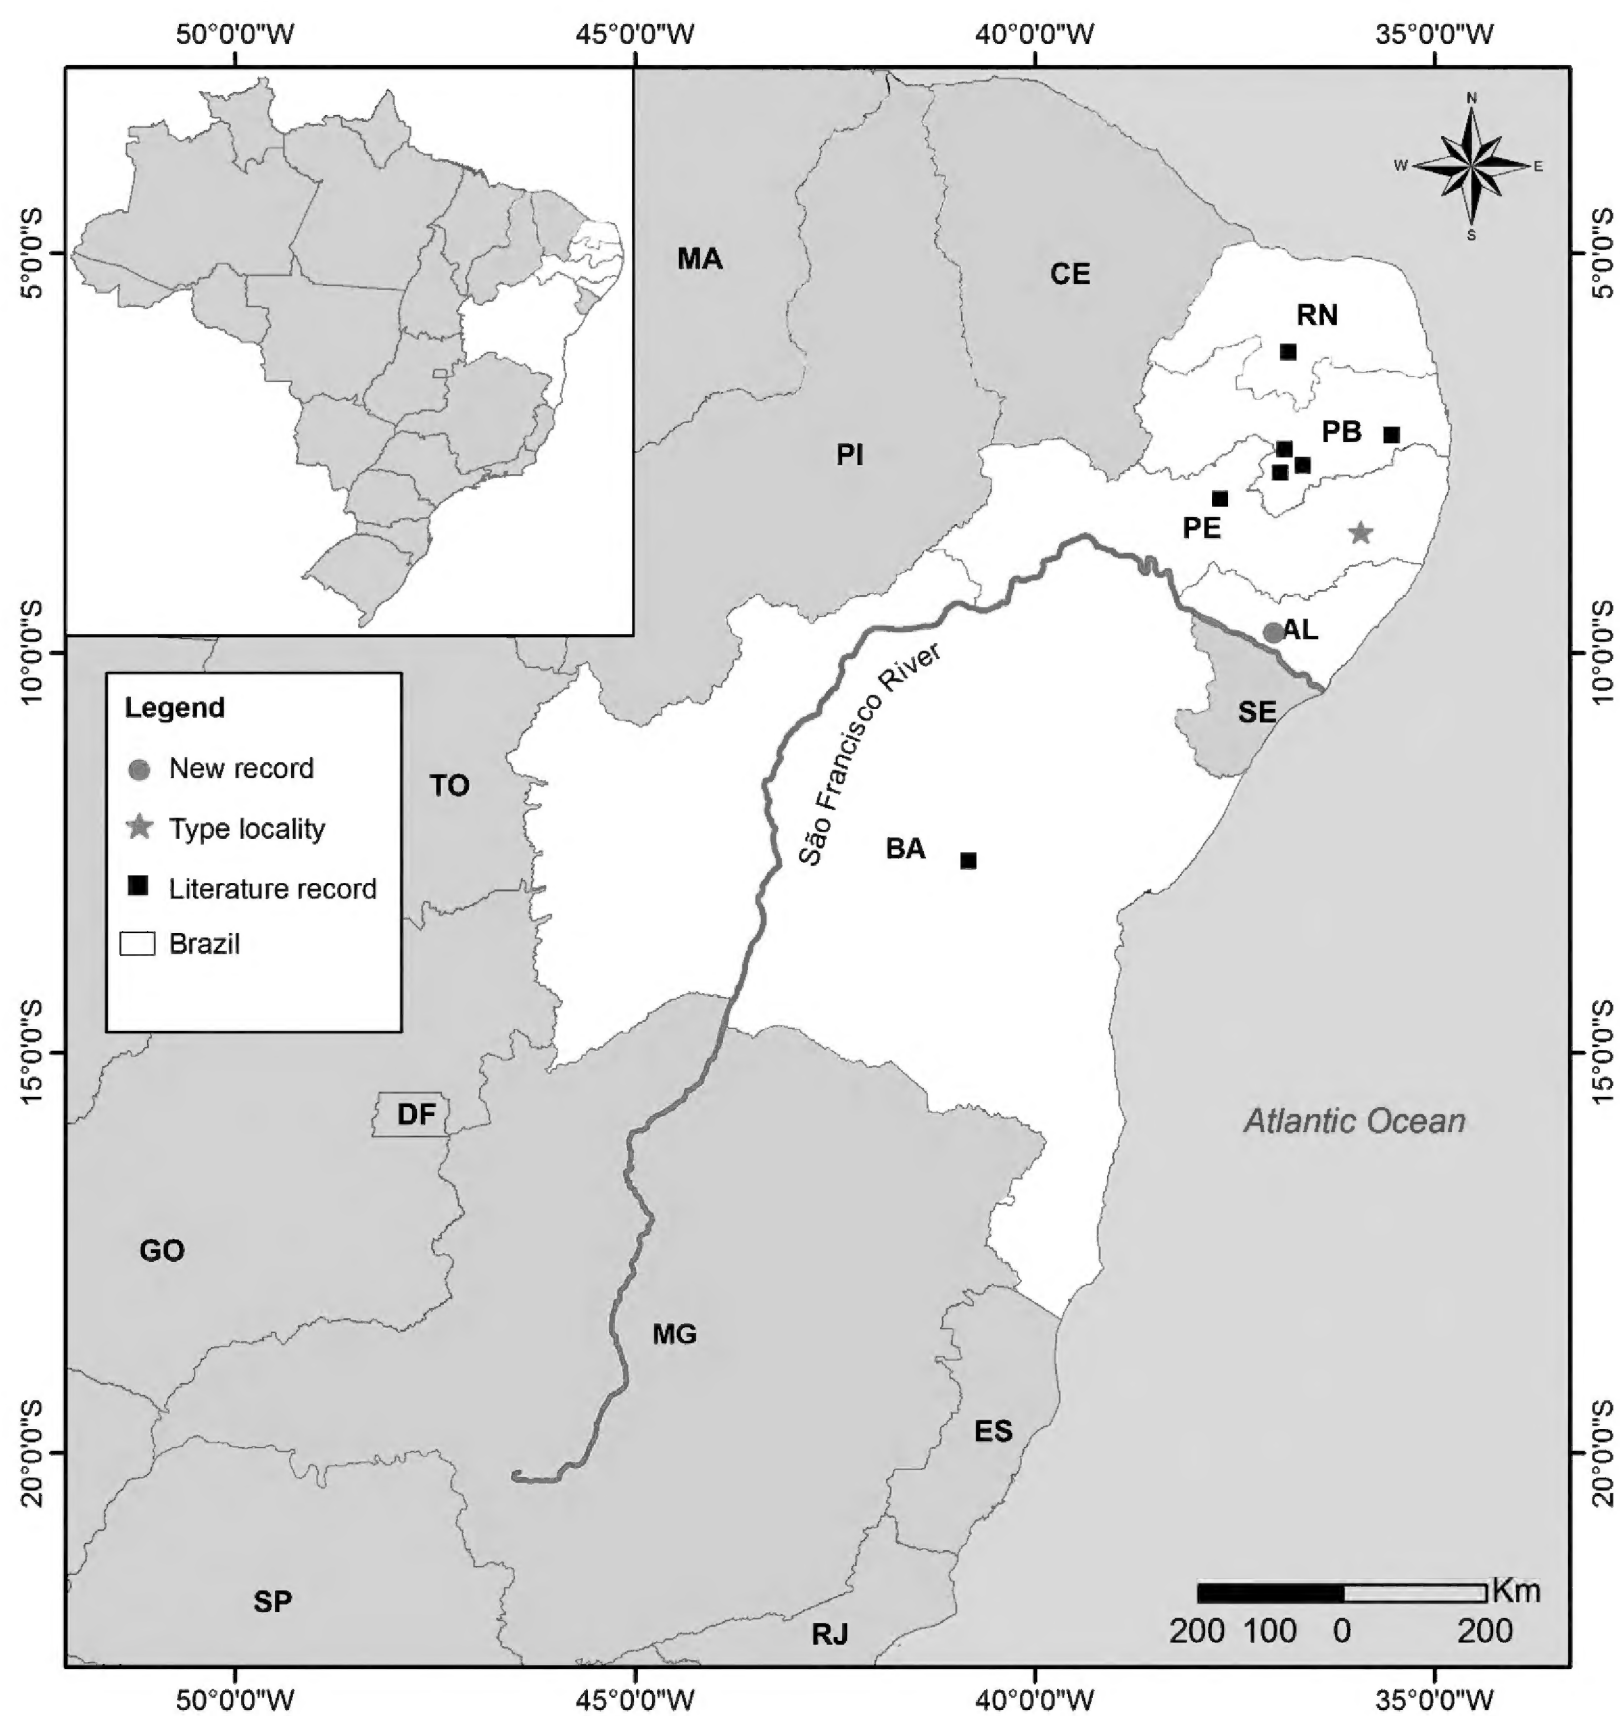 50°0'0"W 45°0'0"W 40°0'0"W 35°0'0"W
N
W E
S
5°0'0"S 5°0'0"S
MA
CE
RN
PI
PB
PE
AL
10°0'0"S 10°0'0"S
São Francisco River
SE
Legend
New record
Type locality
Literature record
Brazil
TO
BA
15°0'0"S 15°0'0"S
DF
Atlantic Ocean
GO
MG
ES
20°0'0"S 20°0'0"S
SP
RJ
Km
200 100 0 200
50°0'0"W 45°0'0"W 40°0'0"W 35°0'0"W